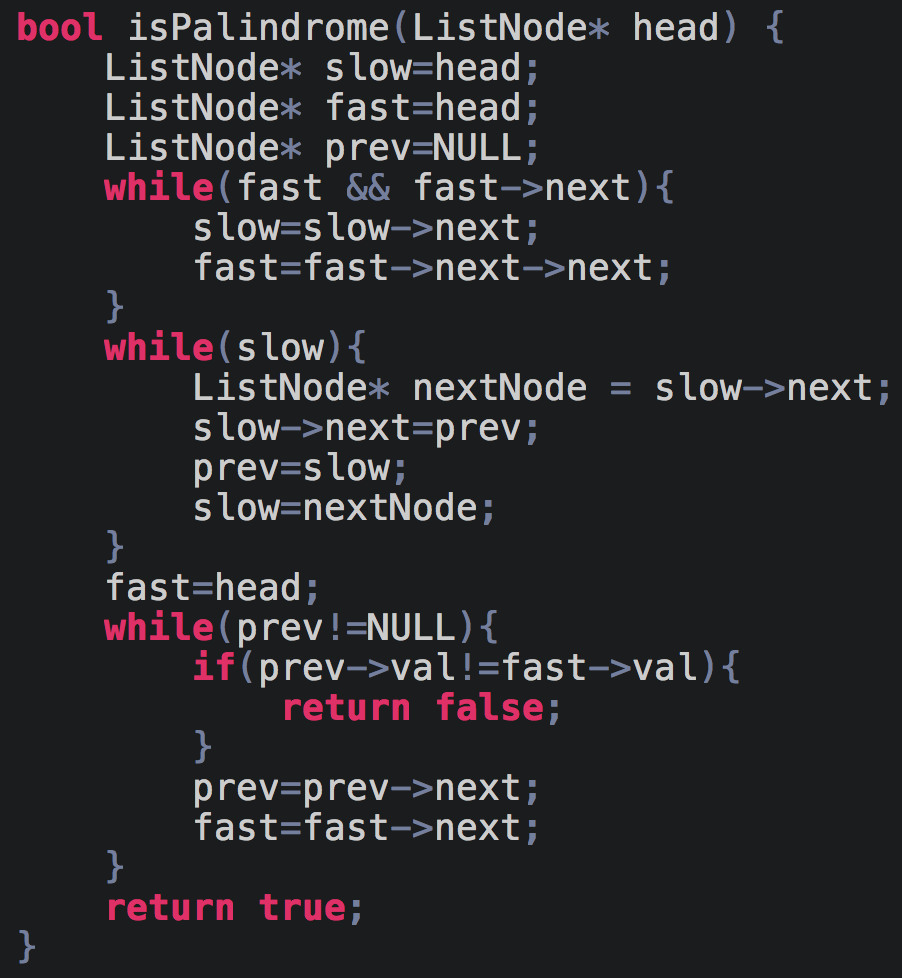 bool isPalindrome(ListNode* head) {
    ListNode* slow=head;
    ListNode* fast=head;
    ListNode* prev=NULL;
    while(fast && fast->next){
        slow=slow->next;
        fast=fast->next->next;
    }
    while(slow){
        ListNode* nextNode = slow->next;
        slow->next=prev;
        prev=slow;
        slow=nextNode;
    }
    fast=head;
    while(prev!=NULL){
        if(prev->val!=fast->val){
            return false;
        }
        prev=prev->next;
        fast=fast->next;
    }
    return true;
}